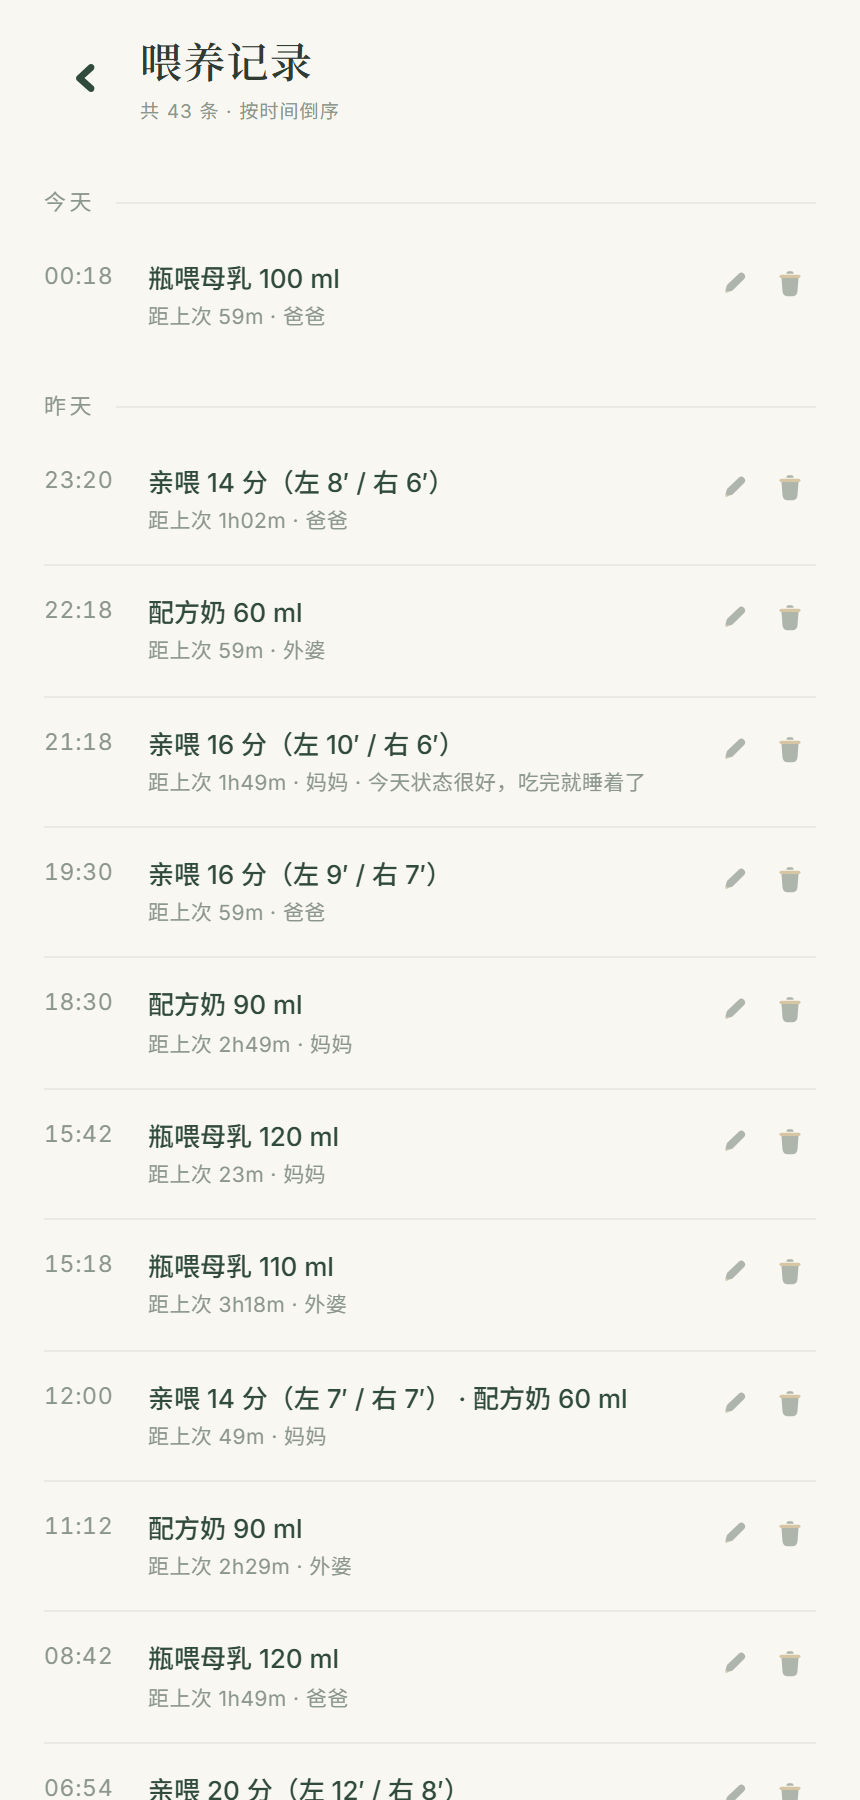 喂养记录
共 43 条 · 按时间倒序
今天
00:18 瓶喂母乳 100 ml
距上次 59m · 爸爸
昨天
23:20 亲喂 14 分（左 8′ / 右 6′）
距上次 1h02m · 爸爸
22:18 配方奶 60 ml
距上次 59m · 外婆
21:18 亲喂 16 分（左 10′ / 右 6′）
距上次 1h49m · 妈妈 · 今天状态很好，吃完就睡着了
19:30 亲喂 16 分（左 9′ / 右 7′）
距上次 59m · 爸爸
18:30 配方奶 90 ml
距上次 2h49m · 妈妈
15:42 瓶喂母乳 120 ml
距上次 23m · 妈妈
15:18 瓶喂母乳 110 ml
距上次 3h18m · 外婆
12:00 亲喂 14 分（左 7′ / 右 7′） · 配方奶 60 ml
距上次 49m · 妈妈
11:12 配方奶 90 ml
距上次 2h29m · 外婆
08:42 瓶喂母乳 120 ml
距上次 1h49m · 爸爸
06:54 亲喂 20 分（左 12′ / 右 8′）